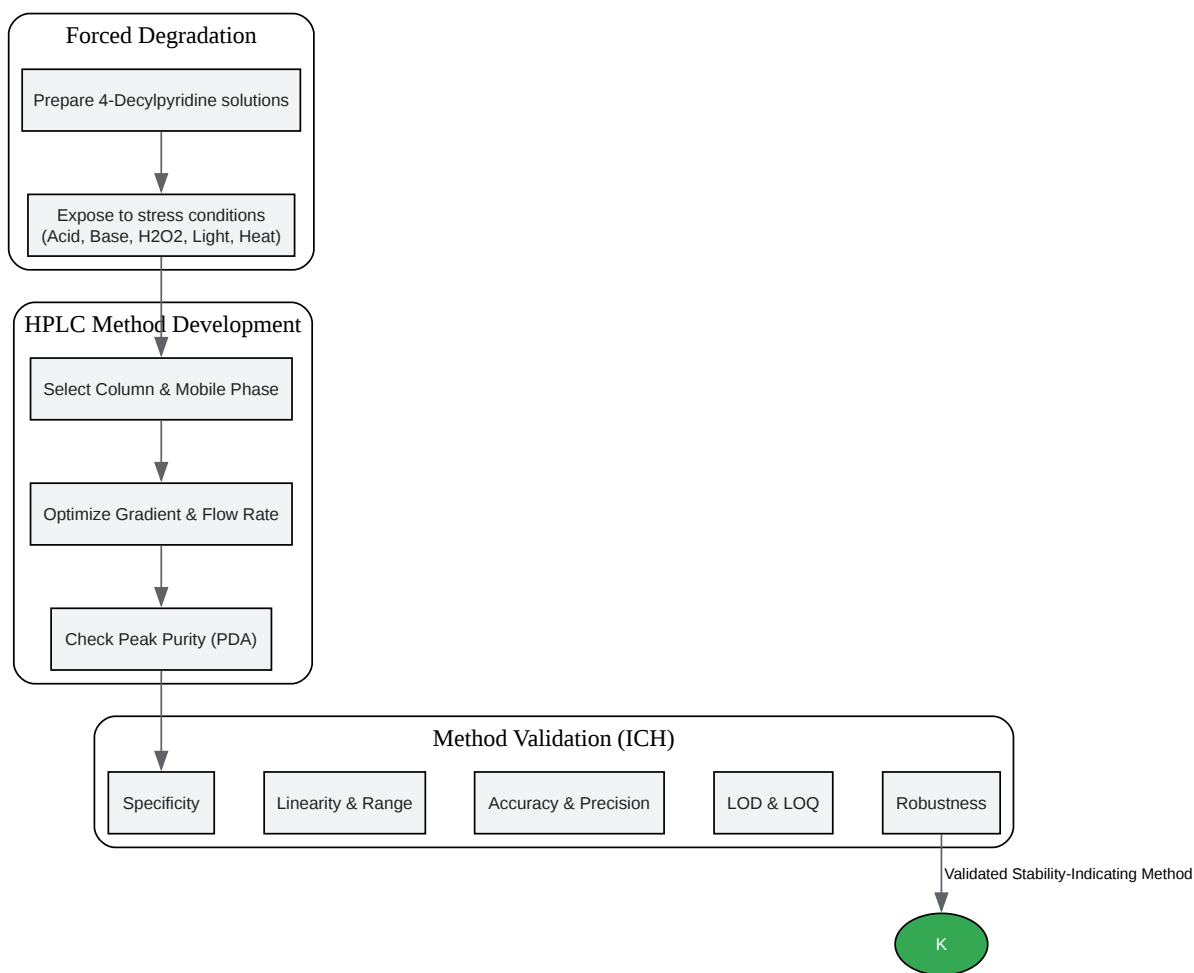 Forced Degradation
Prepare 4-Decylpyridine solutions
Expose to stress conditions
(Acid, Base, H2O2, Light, Heat)
HPLC Method Development
Select Column & Mobile Phase
Optimize Gradient & Flow Rate
Check Peak Purity (PDA)
Method Validation (ICH)
Specificity
Linearity & Range
Accuracy & Precision
LOD & LOQ
Robustness
Validated Stability-Indicating Method
K